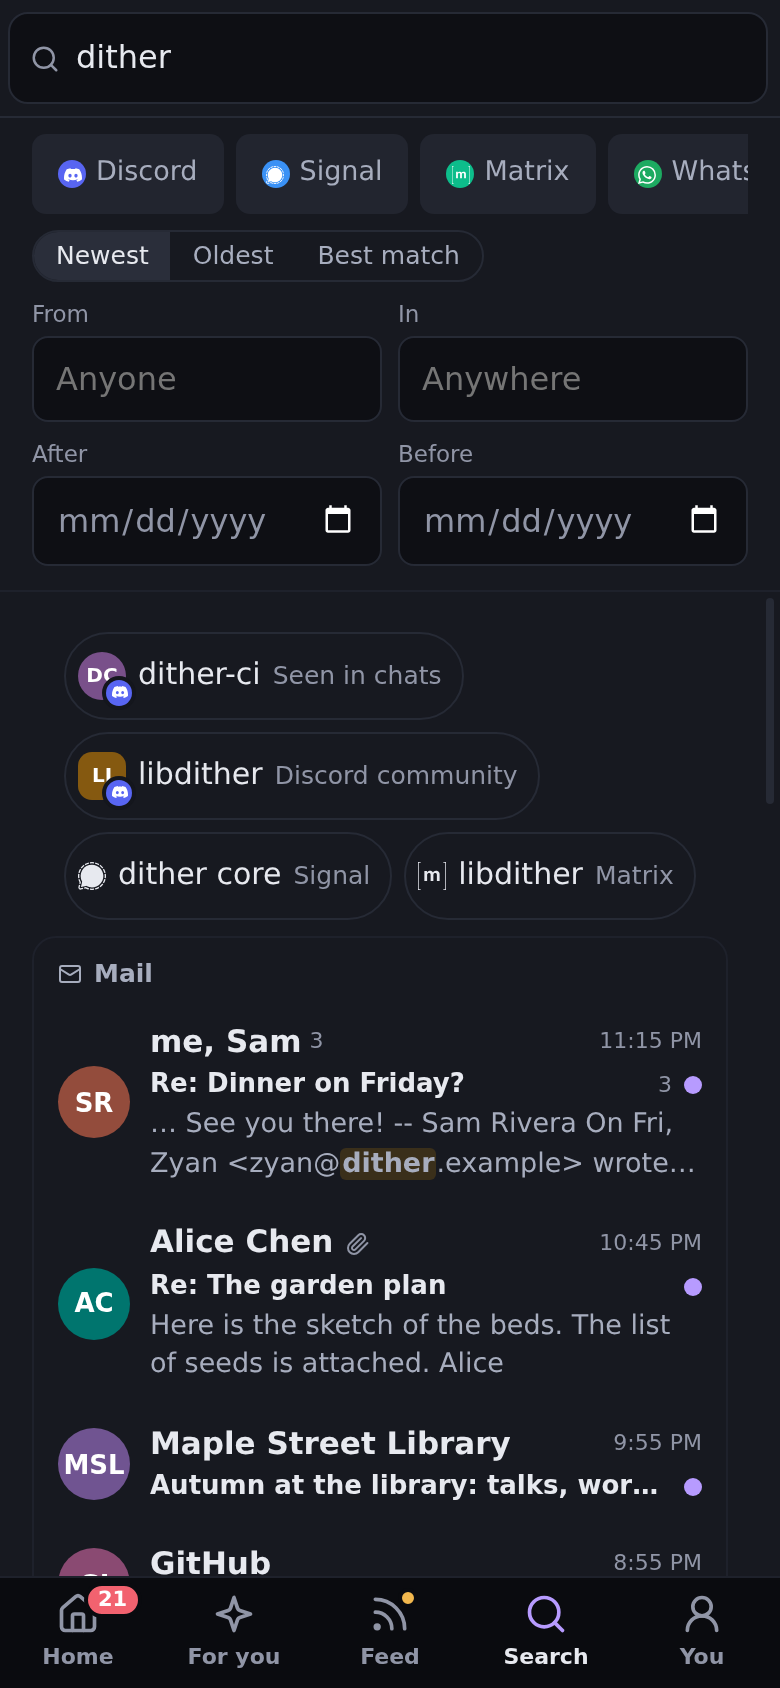 dither
Discord Signal Matrix Whats
Newest Oldest Best match
From In
Anyone Anywhere
After Before
mm/dd/yyyy mm/dd/yyyy
dither-ci Seen in chats
LI libdither Discord community
dither core Signal [m] libdither Matrix
Mail
me, Sam 3 11:15 PM
SR Re: Dinner on Friday? 3
… See you there! -- Sam Rivera On Fri,
Zyan <zyan@dither.example> wrote…
Alice Chen 10:45 PM
AC Re: The garden plan
Here is the sketch of the beds. The list
of seeds is attached. Alice
Maple Street Library 9:55 PM
MSL Autumn at the library: talks, wor…
GitHub 8:55 PM
21
Home For you Feed Search You